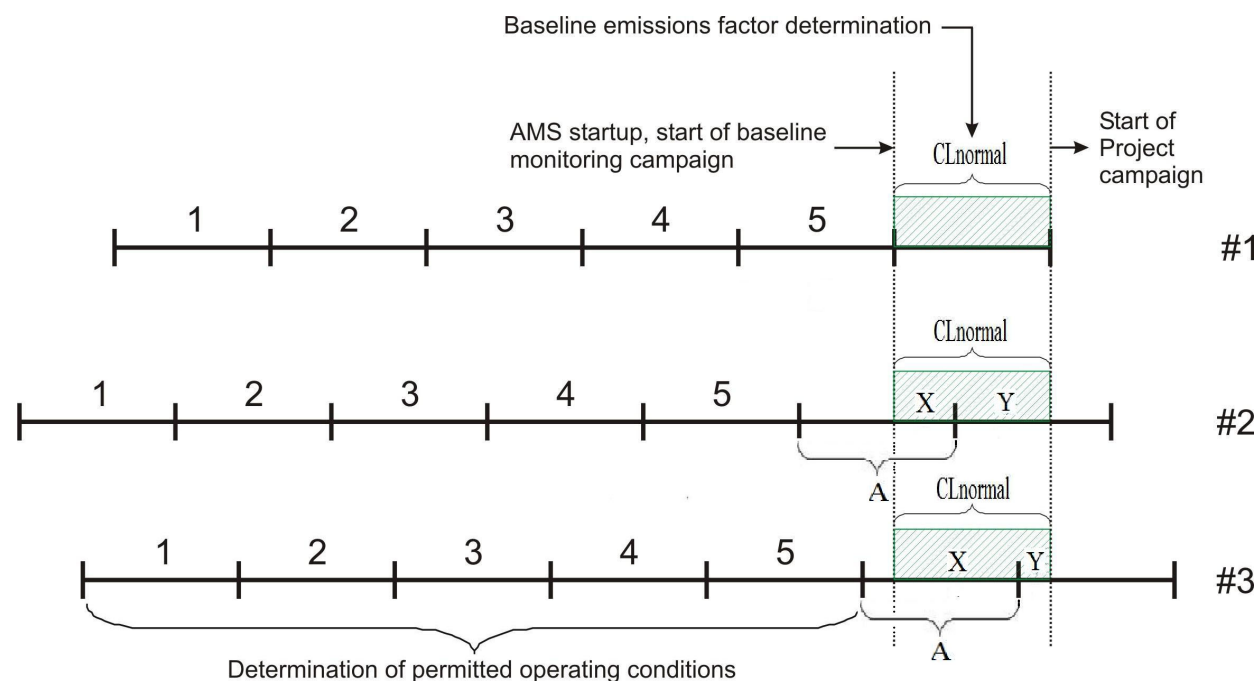 Baseline emissions factor determination
AMS startup, start of baseline
monitoring campaign
Start of
Project
campaign
CLnormal
1 2 3 4 5
#1
CLnormal
1 2 3 4 5 X Y
#2
A
CLnormal
1 2 3 4 5 X Y
#3
A
Determination of permitted operating conditions